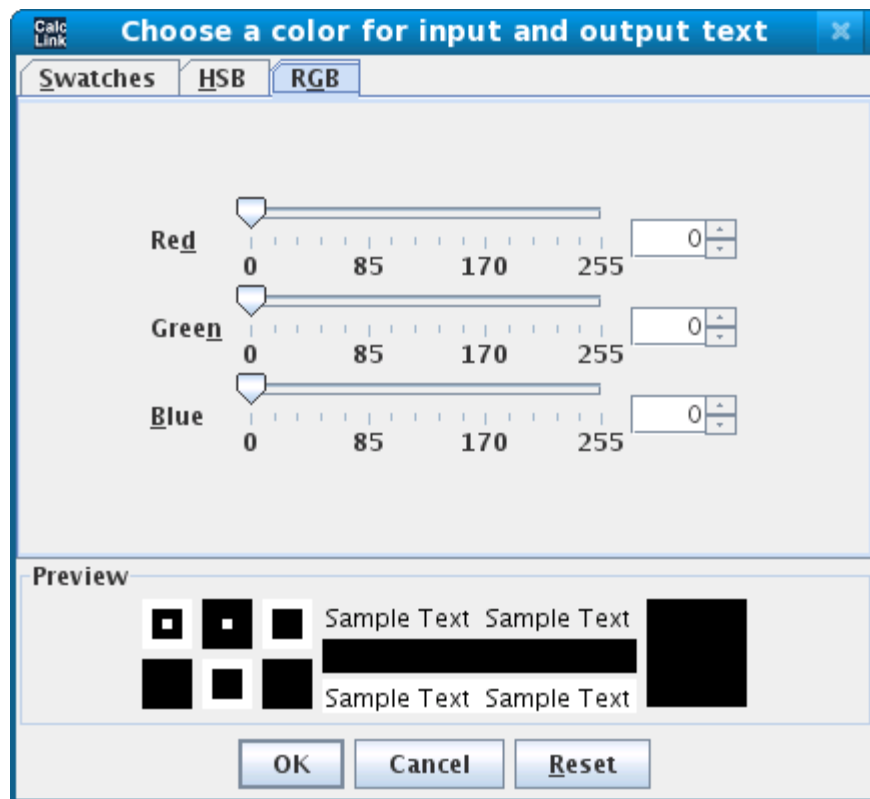 Calc Link Choose a color for input and output text
Swatches HSB RGB
Red 0
0 85 170 255
Green 0
0 85 170 255
Blue 0
0 85 170 255
Preview
Sample Text Sample Text
Sample Text Sample Text
OK Cancel Reset